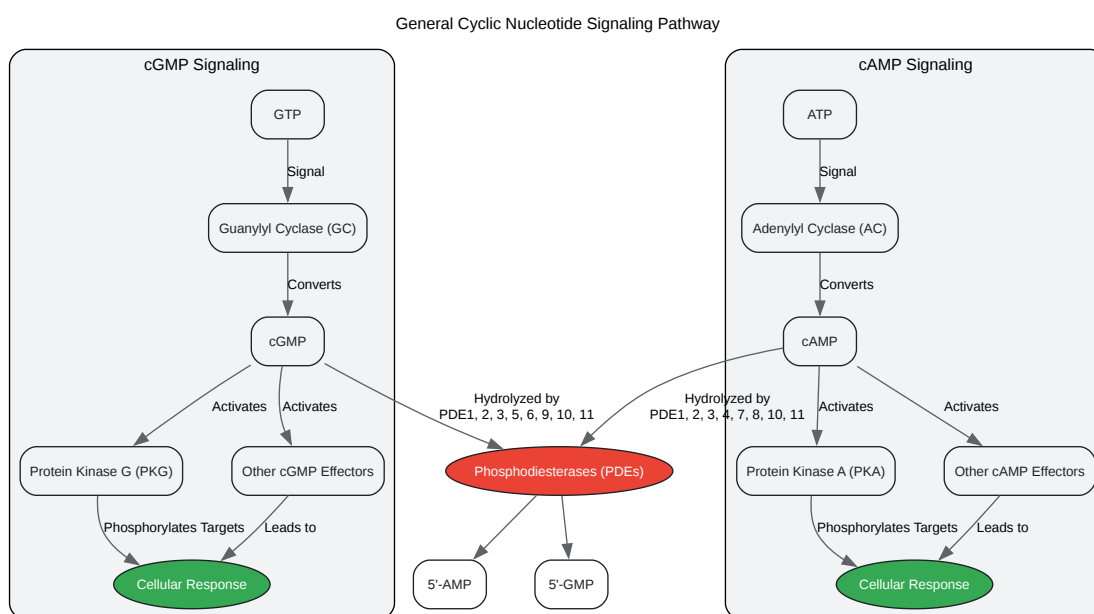 General Cyclic Nucleotide Signaling Pathway
cGMP Signaling
cAMP Signaling
GTP
ATP
Signal
Signal
Guanylyl Cyclase (GC)
Adenylyl Cyclase (AC)
Converts
Converts
cGMP
cAMP
Activates
Activates
Hydrolyzed by
PDE1, 2, 3, 5, 6, 9, 10, 11
Hydrolyzed by
PDE1, 2, 3, 4, 7, 8, 10, 11
Activates
Activates
Protein Kinase G (PKG)
Other cGMP Effectors
Phosphodiesterases (PDEs)
Protein Kinase A (PKA)
Other cAMP Effectors
Phosphorylates Targets
Leads to
Phosphorylates Targets
Leads to
Cellular Response
5'-AMP
5'-GMP
Cellular Response